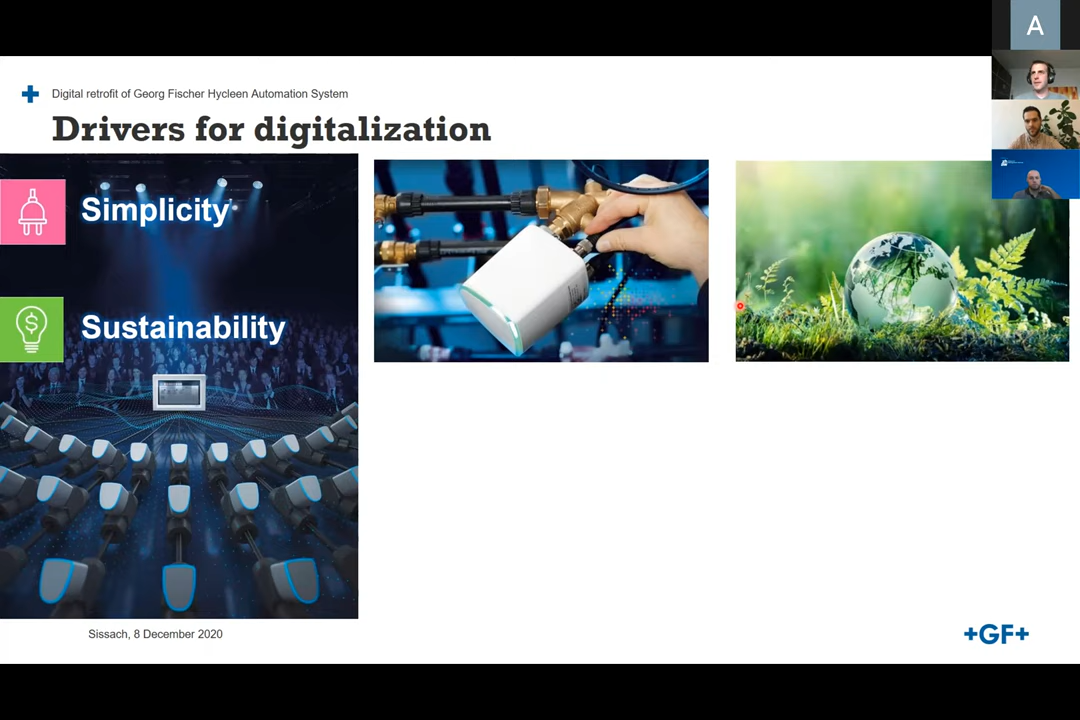 A
Digital retrofit of Georg Fischer Hycleen Automation System
Drivers for digitalization
Simplicity
Sustainability
Sissach, 8 December 2020
+GF+